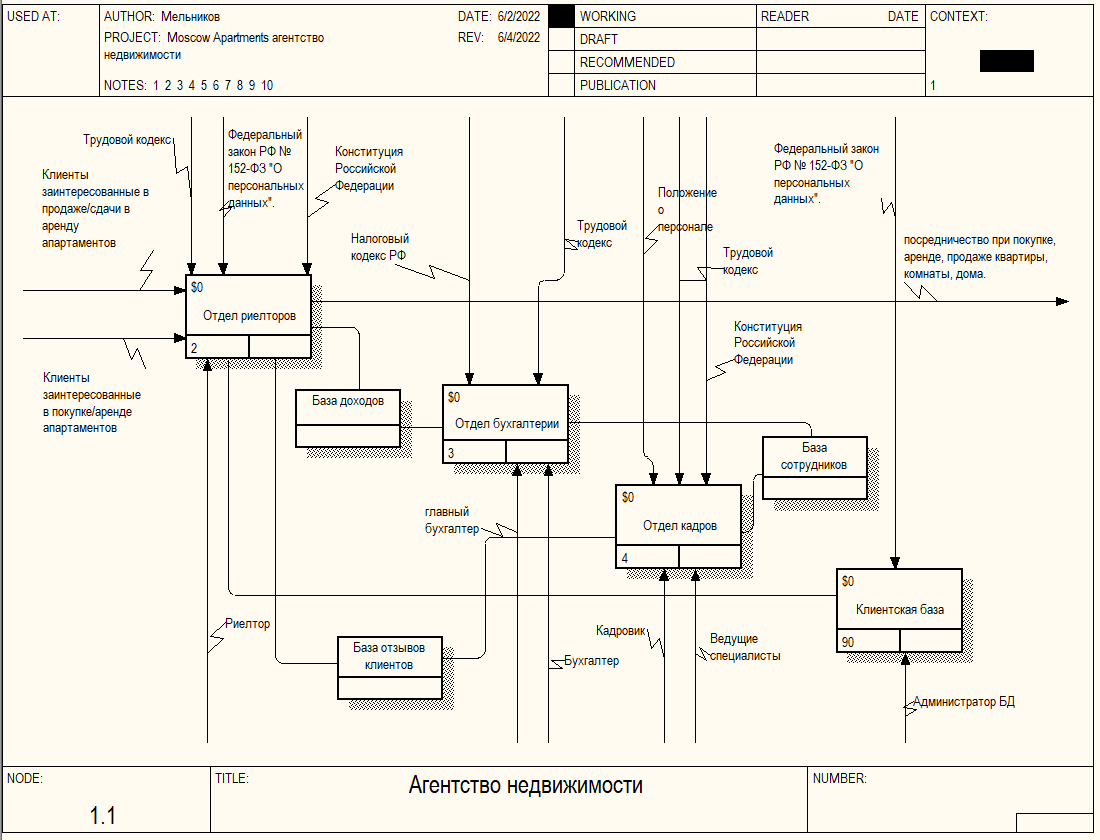 USED AT:
AUTHOR: Мельников
DATE: 6/2/2022
REV: 6/4/2022
PROJECT: Moscow Apartments агентство
недвижимости
NOTES: 1 2 3 4 5 6 7 8 9 10
WORKING
DRAFT
RECOMMENDED
PUBLICATION
READER DATE
CONTEXT:
1
Трудовой кодекс
Федеральный
закон РФ №
152-ФЗ "О
персональных
данных".
Конституция
Российской
Федерации
Клиенты
заинтересованные в
продаже/сдачи в
аренду
апартаментов
Налоговый
кодекс РФ
Трудовой
кодекс
Положение
о
персонале
Трудовой
кодекс
Федеральный закон
РФ № 152-ФЗ "О
персональных
данных".
посредничество при покупке,
аренде, продаже квартиры,
комнаты, дома.
$0
Отдел риелторов
2
Конституция
Российской
Федерации
Клиенты
заинтересованные
в покупке/аренде
апартаментов
База доходов
$0
Отдел бухгалтерии
3
База
сотрудников
$0
Отдел кадров
4
главный
бухгалтер
$0
Клиентская база
90
Риелтор
База отзывов
клиентов
Бухгалтер
Кадровик
Ведущие
специалисты
Администратор БД
NODE:
1.1
TITLE:
Агентство недвижимости
NUMBER: